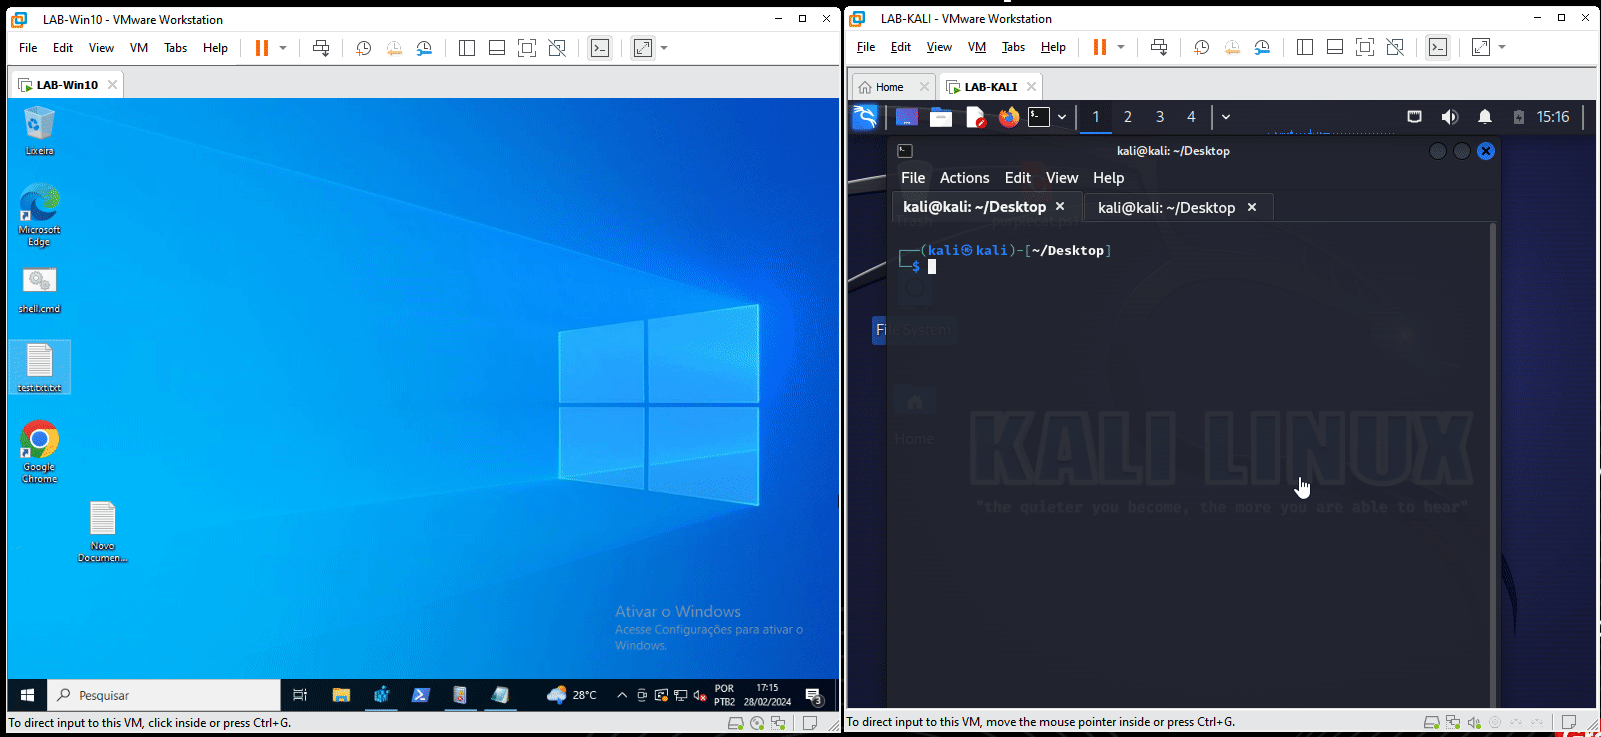 LAB-Win10 - VMware Workstation
File Edit View VM Tabs Help
LAB-Win10
Lixeira
Microsoft
Edge
shell.cmd
test.txt.txt
Google
Chrome
Novo
Documen...
Ativar o Windows
Acesse Configurações para ativar o
Windows.
Pesquisar
28°C
POR
PTB2
17:15
28/02/2024
3
To direct input to this VM, click inside or press Ctrl+G.
LAB-KALI - VMware Workstation
File Edit View VM Tabs Help
Home
LAB-KALI
1 2 3 4
15:16
kali@kali: ~/Desktop
File Actions Edit View Help
kali@kali: ~/Desktop
kali@kali: ~/Desktop
(kali㉿kali)-[~/Desktop]
$
File System
Home
KALI LINUX
"the quieter you become, the more you are able to hear"
To direct input to this VM, move the mouse pointer inside or press Ctrl+G.